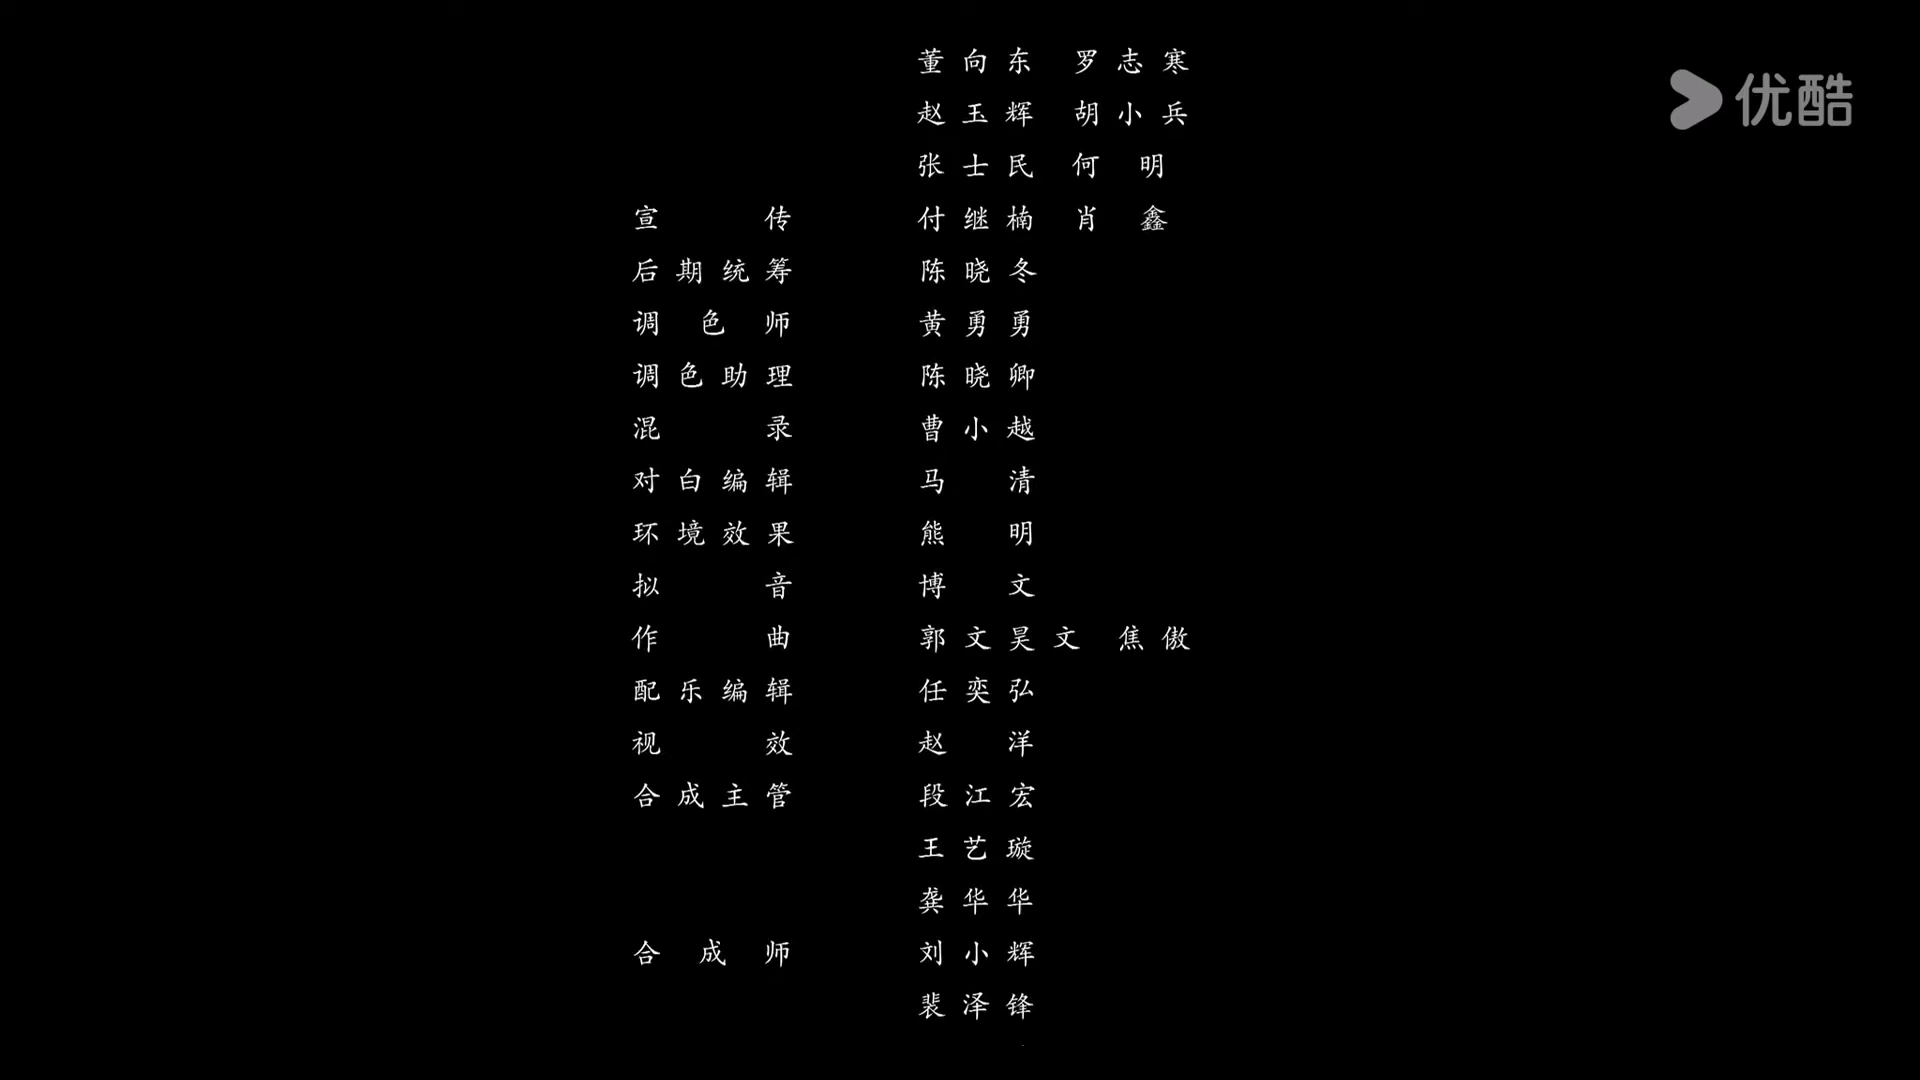 董向东 罗志寒
优酷
赵玉辉 胡小兵
张士民 何明
宣传 付继楠 肖鑫
后期统筹 陈晓冬
调色师 黄勇勇
调色助理 陈晓卿
混录 曹小越
对白编辑 马清
环境效果 熊明
拟音 博文
作曲 郭文昊文 焦傲
配乐编辑 任奕弘
视效 赵洋
合成主管 段江宏
王艺璇
龚华华
合成师 刘小辉
裴泽锋